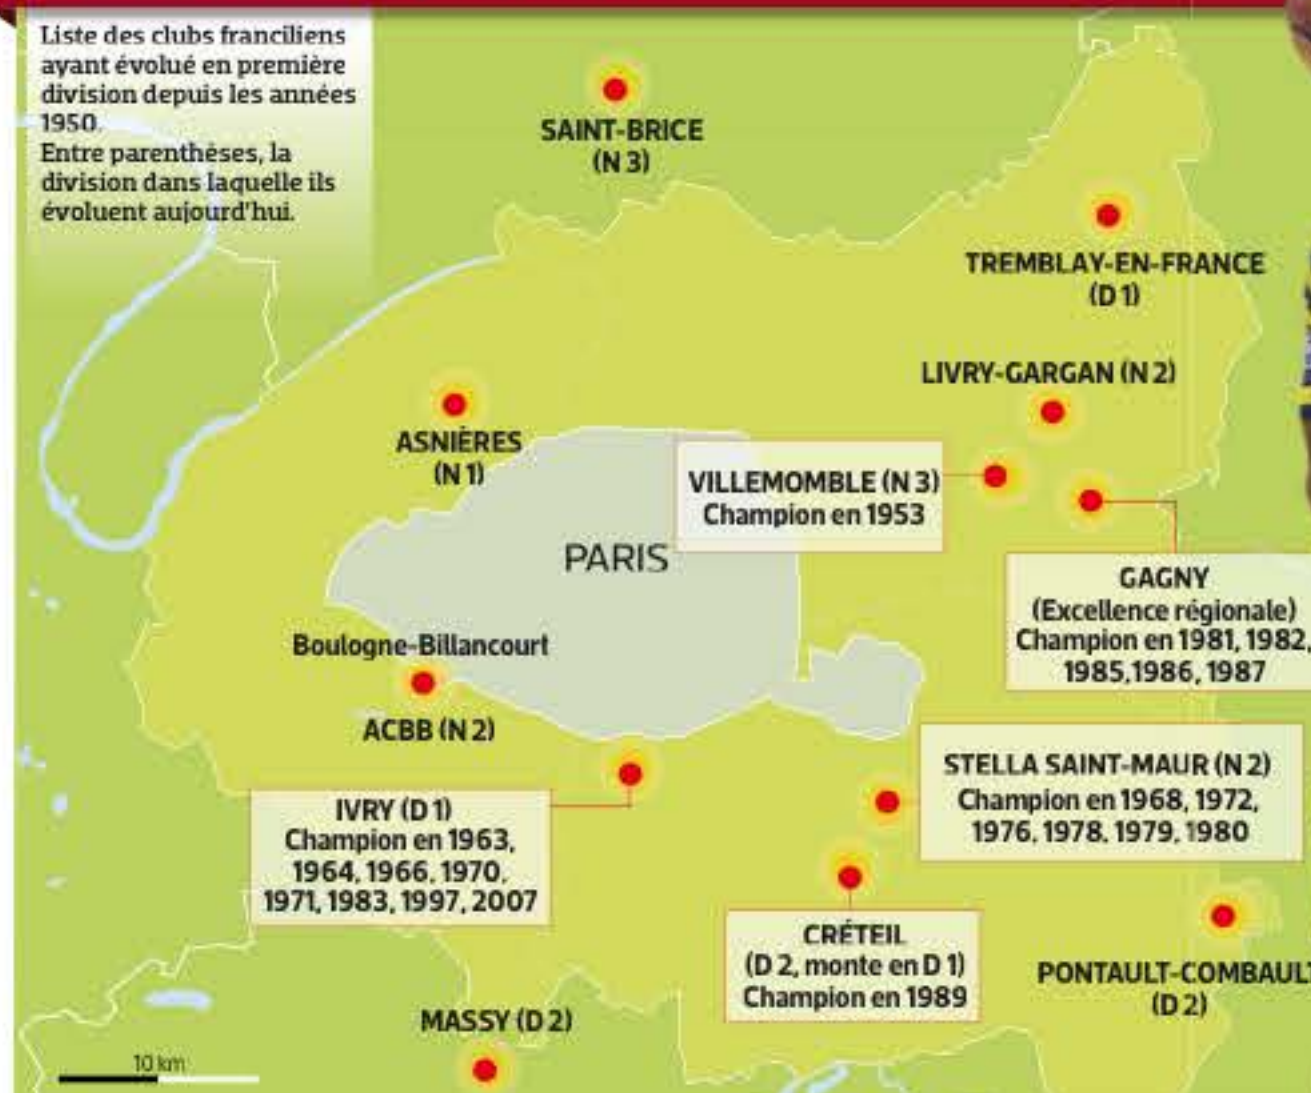 Liste des clubs franciliens
ayant évolué en première
division depuis les années
1950.
Entre parenthèses, la
division dans laquelle ils
évoluent aujourd'hui.
SAINT-BRICE
(N 3)
TREMBLAY-EN-FRANCE
(D 1)
LIVRY-GARGAN (N 2)
ASNIÈRES
(N 1)
VILLEMOMBLE (N 3)
Champion en 1953
PARIS
GAGNY
(Excellence régionale)
Champion en 1981, 1982,
1985,1986, 1987
Boulogne-Billancourt
ACBB (N 2)
STELLA SAINT-MAUR (N 2)
Champion en 1968, 1972,
1976, 1978, 1979, 1980
IVRY (D 1)
Champion en 1963,
1964, 1966, 1970,
1971, 1983, 1997, 2007
CRÉTEIL
(D 2, monte en D 1)
Champion en 1989
PONTAULT-COMBAULT
(D 2)
MASSY (D 2)
10 km